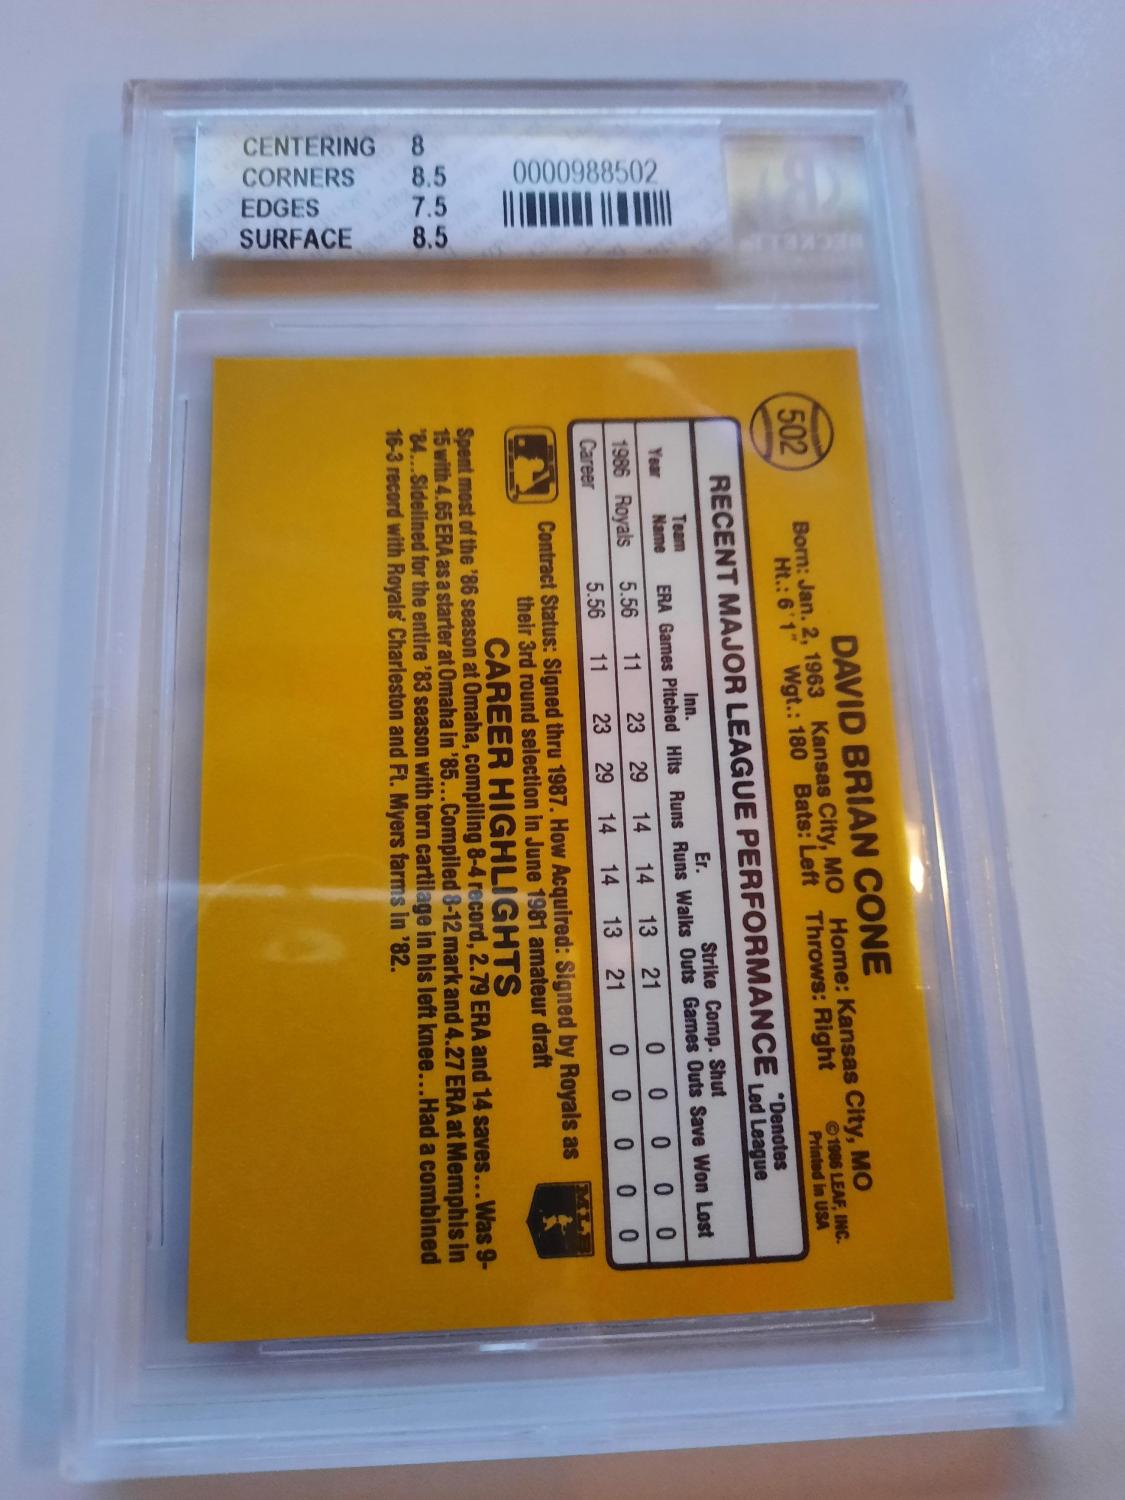 CENTERING 8
CORNERS 8.5
EDGES 7.5
SURFACE 8.5
0000988502
BECKETT
502
DAVID BRIAN CONE
Born: Jan. 2, 1963 Kansas City, MO Home: Kansas City, MO
Ht.: 6'1" Wgt.: 180 Bats: Left Throws: Right
©1986 LEAF, INC.
Printed in USA
RECENT MAJOR LEAGUE PERFORMANCE
*Denotes
Led League
Team Inn. Er. Strike Comp. Shut
Year Name ERA Games Pitched Hits Runs Runs Walks Outs Games Outs Save Won Lost
1986 Royals 5.56 11 23 29 14 14 13 21 0 0 0 0 0
Career 5.56 11 23 29 14 14 13 21 0 0 0 0 0
Contract Status: Signed thru 1987. How Acquired: Signed by Royals as
their 3rd round selection in June 1981 amateur draft
CAREER HIGHLIGHTS
Spent most of the '86 season at Omaha, compiling 8-4 record, 2.79 ERA and 14 saves...Was 9-
15 with 4.65 ERA as a starter at Omaha in '85...Compiled 8-12 mark and 4.27 ERA at Memphis in
'84...Sidelined for the entire '83 season with torn cartilage in his left knee...Had a combined
16-3 record with Royals' Charleston and Ft. Myers farms in '82.